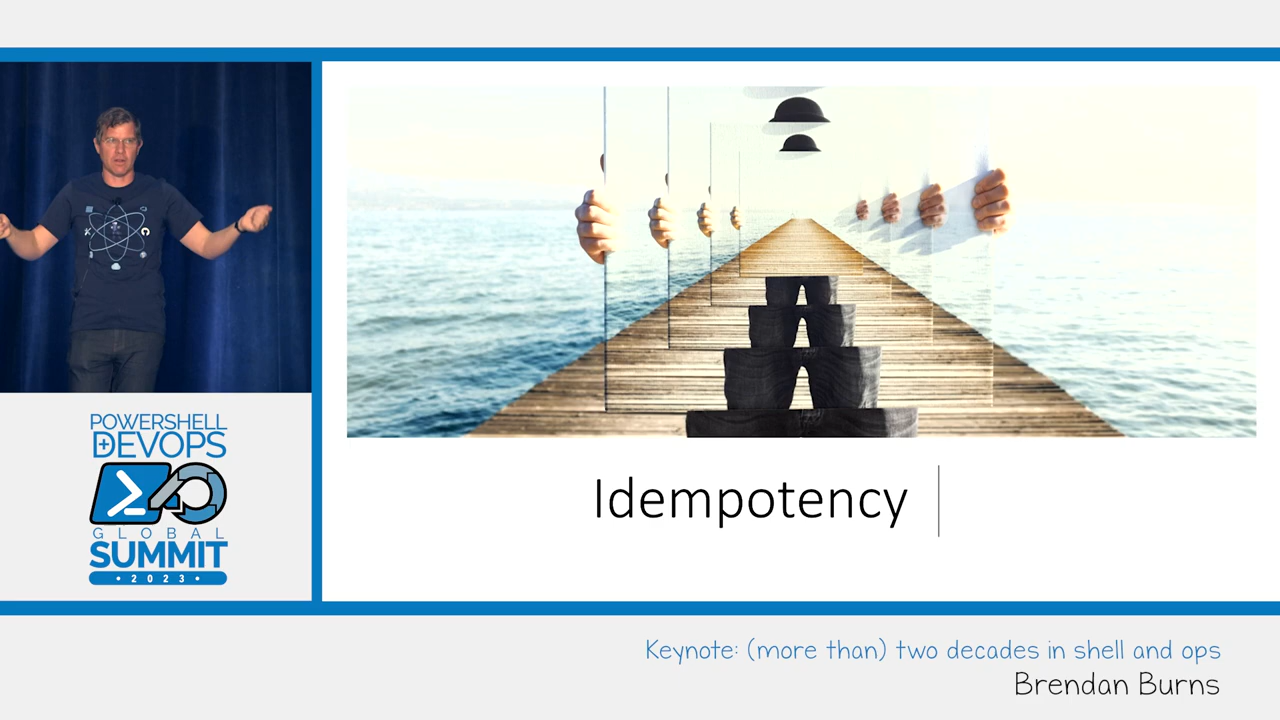 POWERSHELL
DEVOPS
GLOBAL
SUMMIT
• 2023 •
Idempotency
Keynote: (more than) two decades in shell and ops
Brendan Burns